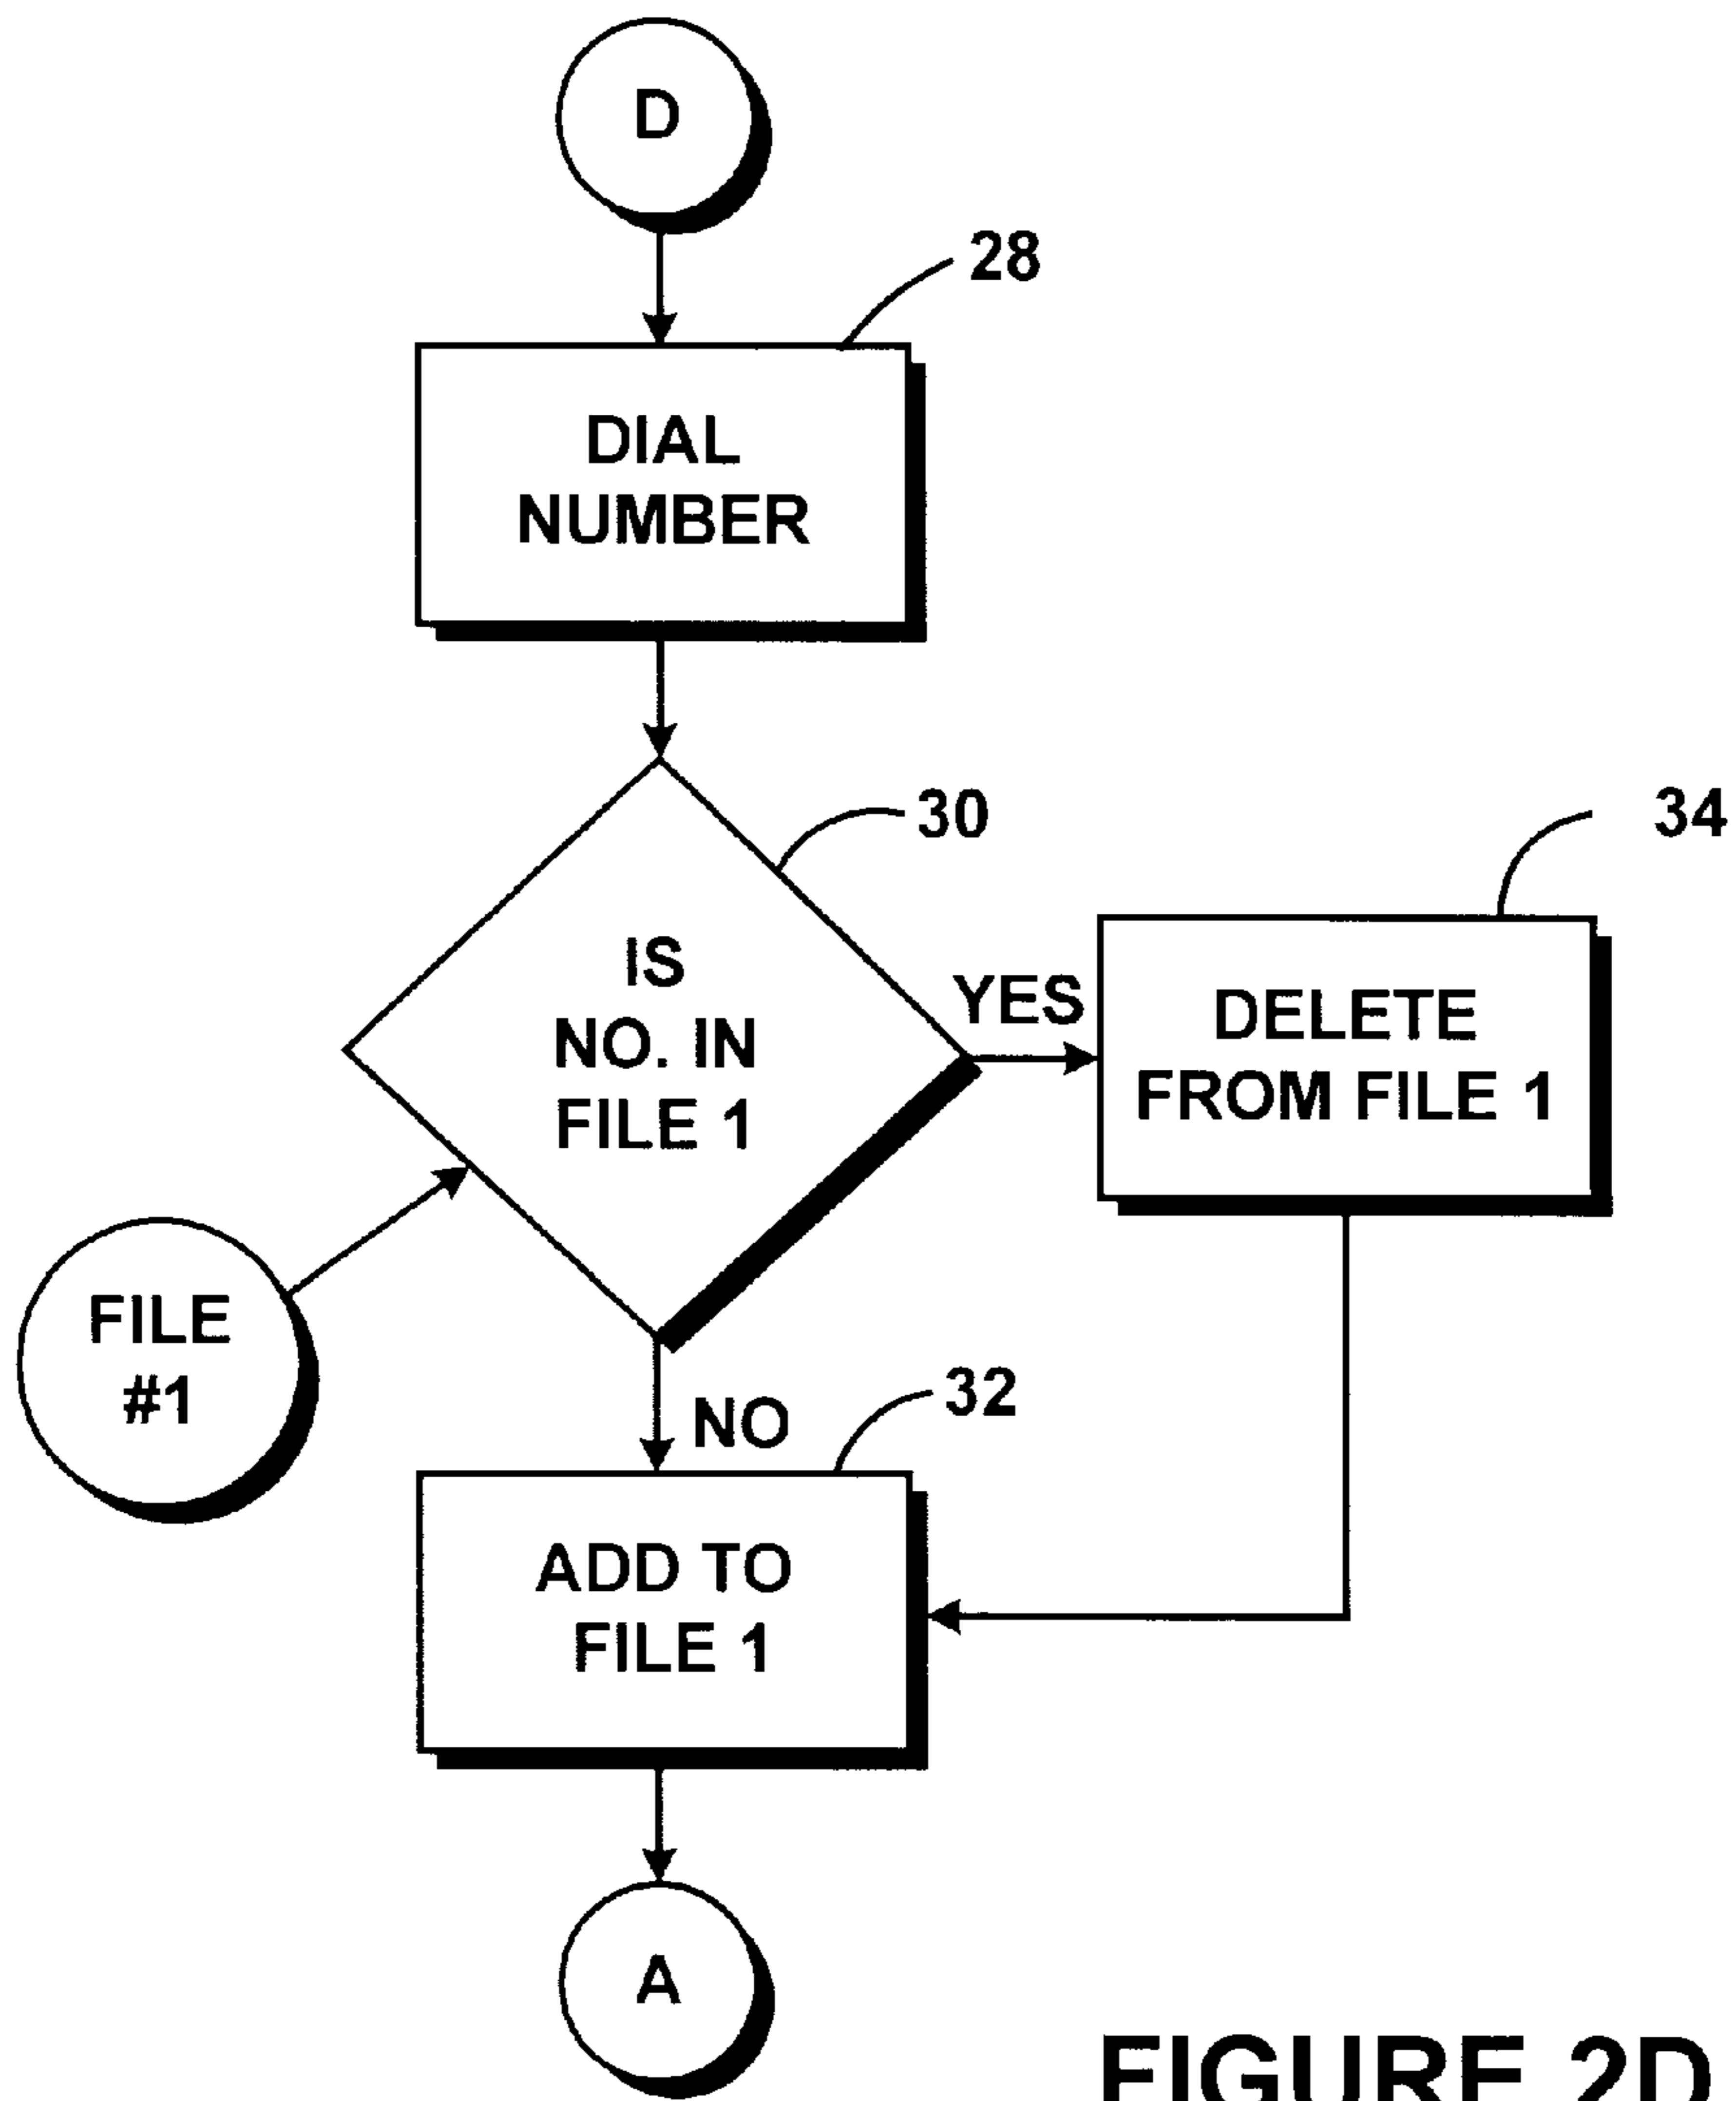 D
28
DIAL
NUMBER
30
34
IS
NO. IN
FILE 1
YES
DELETE
FROM FILE 1
FILE
#1
NO
32
ADD TO
FILE 1
A
FIGURE 2D